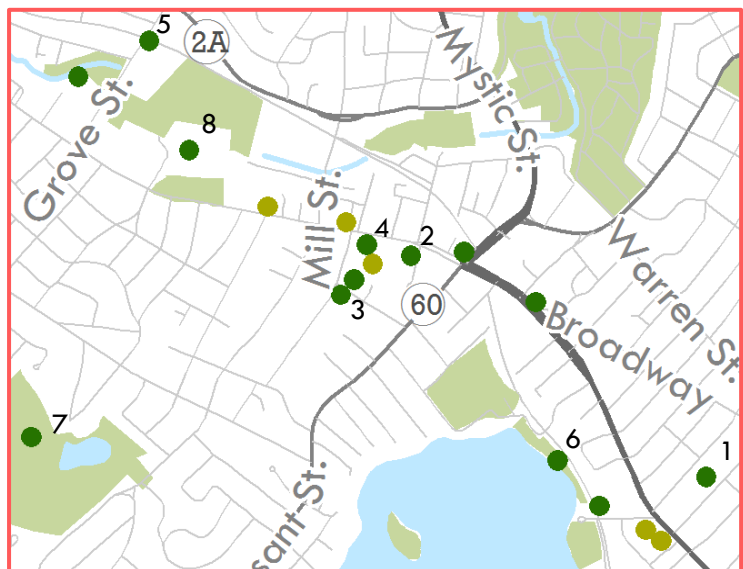 5
2A
Mystic St.
Grove St.
8
Mill St.
4
2
Warren St.
3
60
Broadway
7
6
1
sant-St.